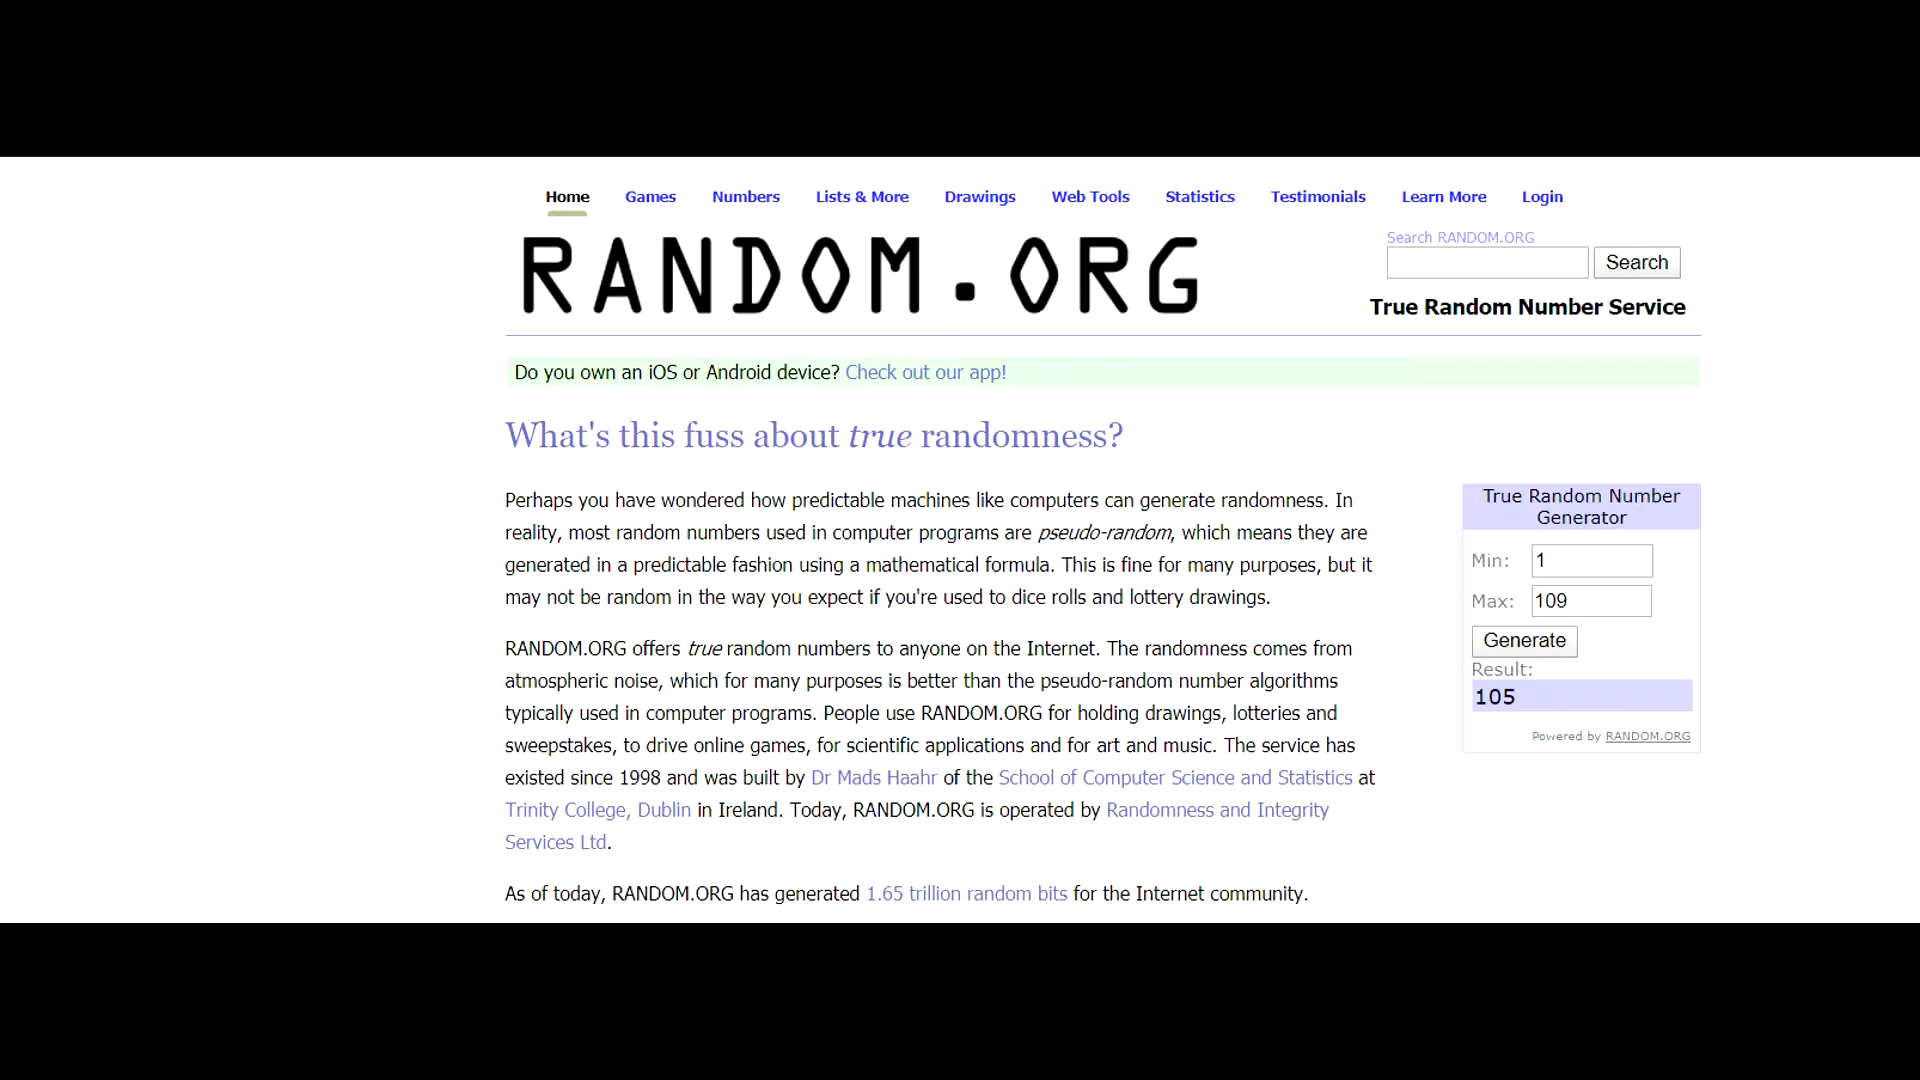 Home Games Numbers Lists & More Drawings Web Tools Statistics Testimonials Learn More Login
RANDOM.ORG
Search RANDOM.ORG
Search
True Random Number Service
Do you own an iOS or Android device? Check out our app!
What's this fuss about true randomness?
Perhaps you have wondered how predictable machines like computers can generate randomness. In
reality, most random numbers used in computer programs are pseudo-random, which means they are
generated in a predictable fashion using a mathematical formula. This is fine for many purposes, but it
may not be random in the way you expect if you're used to dice rolls and lottery drawings.
RANDOM.ORG offers true random numbers to anyone on the Internet. The randomness comes from
atmospheric noise, which for many purposes is better than the pseudo-random number algorithms
typically used in computer programs. People use RANDOM.ORG for holding drawings, lotteries and
sweepstakes, to drive online games, for scientific applications and for art and music. The service has
existed since 1998 and was built by Dr Mads Haahr of the School of Computer Science and Statistics at
Trinity College, Dublin in Ireland. Today, RANDOM.ORG is operated by Randomness and Integrity
Services Ltd.
As of today, RANDOM.ORG has generated 1.65 trillion random bits for the Internet community.
True Random Number
Generator
Min: 1
Max: 109
Generate
Result:
105
Powered by RANDOM.ORG